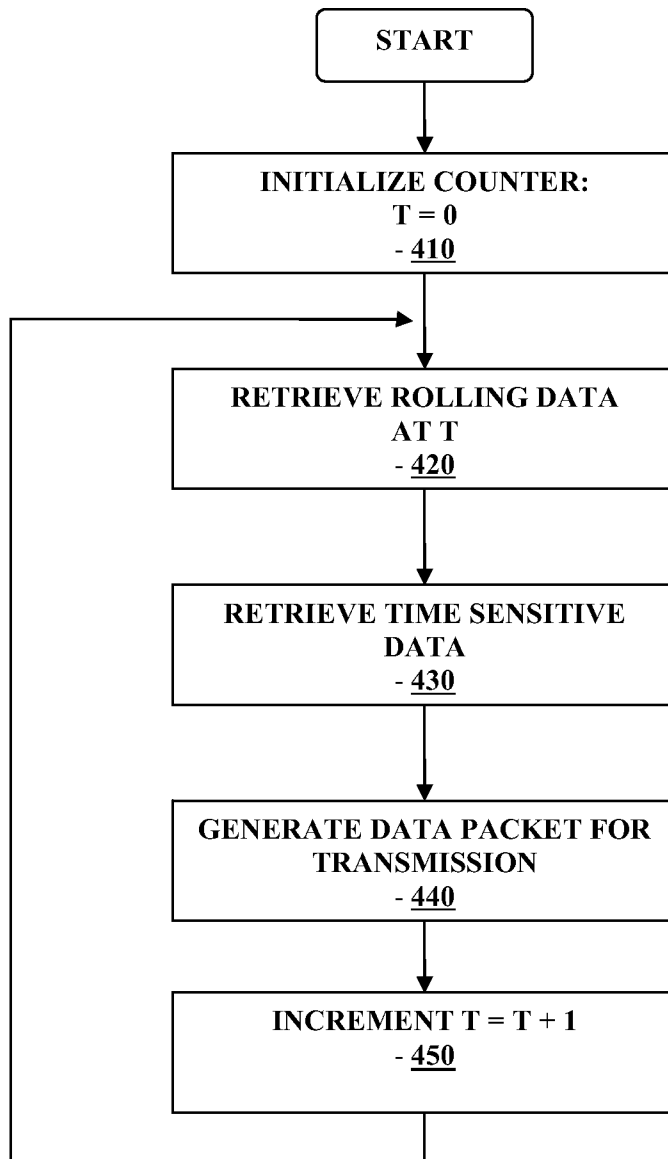 START
INITIALIZE COUNTER:
T = 0
- 410
RETRIEVE ROLLING DATA
AT T
- 420
RETRIEVE TIME SENSITIVE
DATA
- 430
GENERATE DATA PACKET FOR
TRANSMISSION
- 440
INCREMENT T = T + 1
- 450